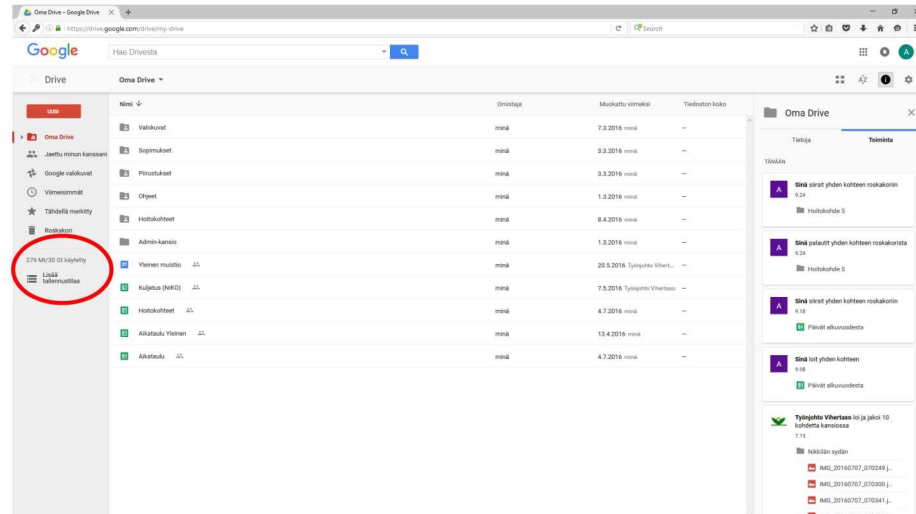 Oma Drive – Google Drive
https://drive.google.com/drive/my-drive
Search
Google
Hae Drivesta
A
Drive
Oma Drive
UUSI
Oma Drive
Jaettu minun kanssani
Google valokuvat
Viimeisimmät
Tähdellä merkitty
Roskakori
279 Mt/30 Gt käytetty
Lisää
tallennustilaa
Nimi Omistaja Muokattu viimeksi Tiedoston koko
Valokuvat minä 7.3.2016 minä –
Sopimukset minä 3.3.2016 minä –
Piirustukset minä 3.3.2016 minä –
Ohjeet minä 1.3.2016 minä –
Hoitokohteet minä 8.4.2016 minä –
Admin-kansio minä 1.3.2016 minä –
Yleinen muistio minä 20.5.2016 Työnjohto Vihert... –
Kuljetus (NIKO) minä 7.5.2016 Työnjohto Vihertaso –
Hoitokohteet minä 4.7.2016 minä –
Aikataulu Yleinen minä 13.4.2016 minä –
Aikataulu minä 4.7.2016 minä –
Oma Drive
Tietoja Toiminta
TÄNÄÄN
A Sinä siirsit yhden kohteen roskakoriin
9.24
Hoitokohde 5
A Sinä palautit yhden kohteen roskakorista
9.24
Hoitokohde 5
A Sinä siirsit yhden kohteen roskakoriin
9.18
Päivät alkuvuodesta
A Sinä loit yhden kohteen
9.08
Päivät alkuvuodesta
Työnjohto Vihertaso loi ja jakoi 10
kohdetta kansiossa
7.15
Nikkilän sydän
IMG_20160707_070249.j...
IMG_20160707_070300.j...
IMG_20160707_070341.j...